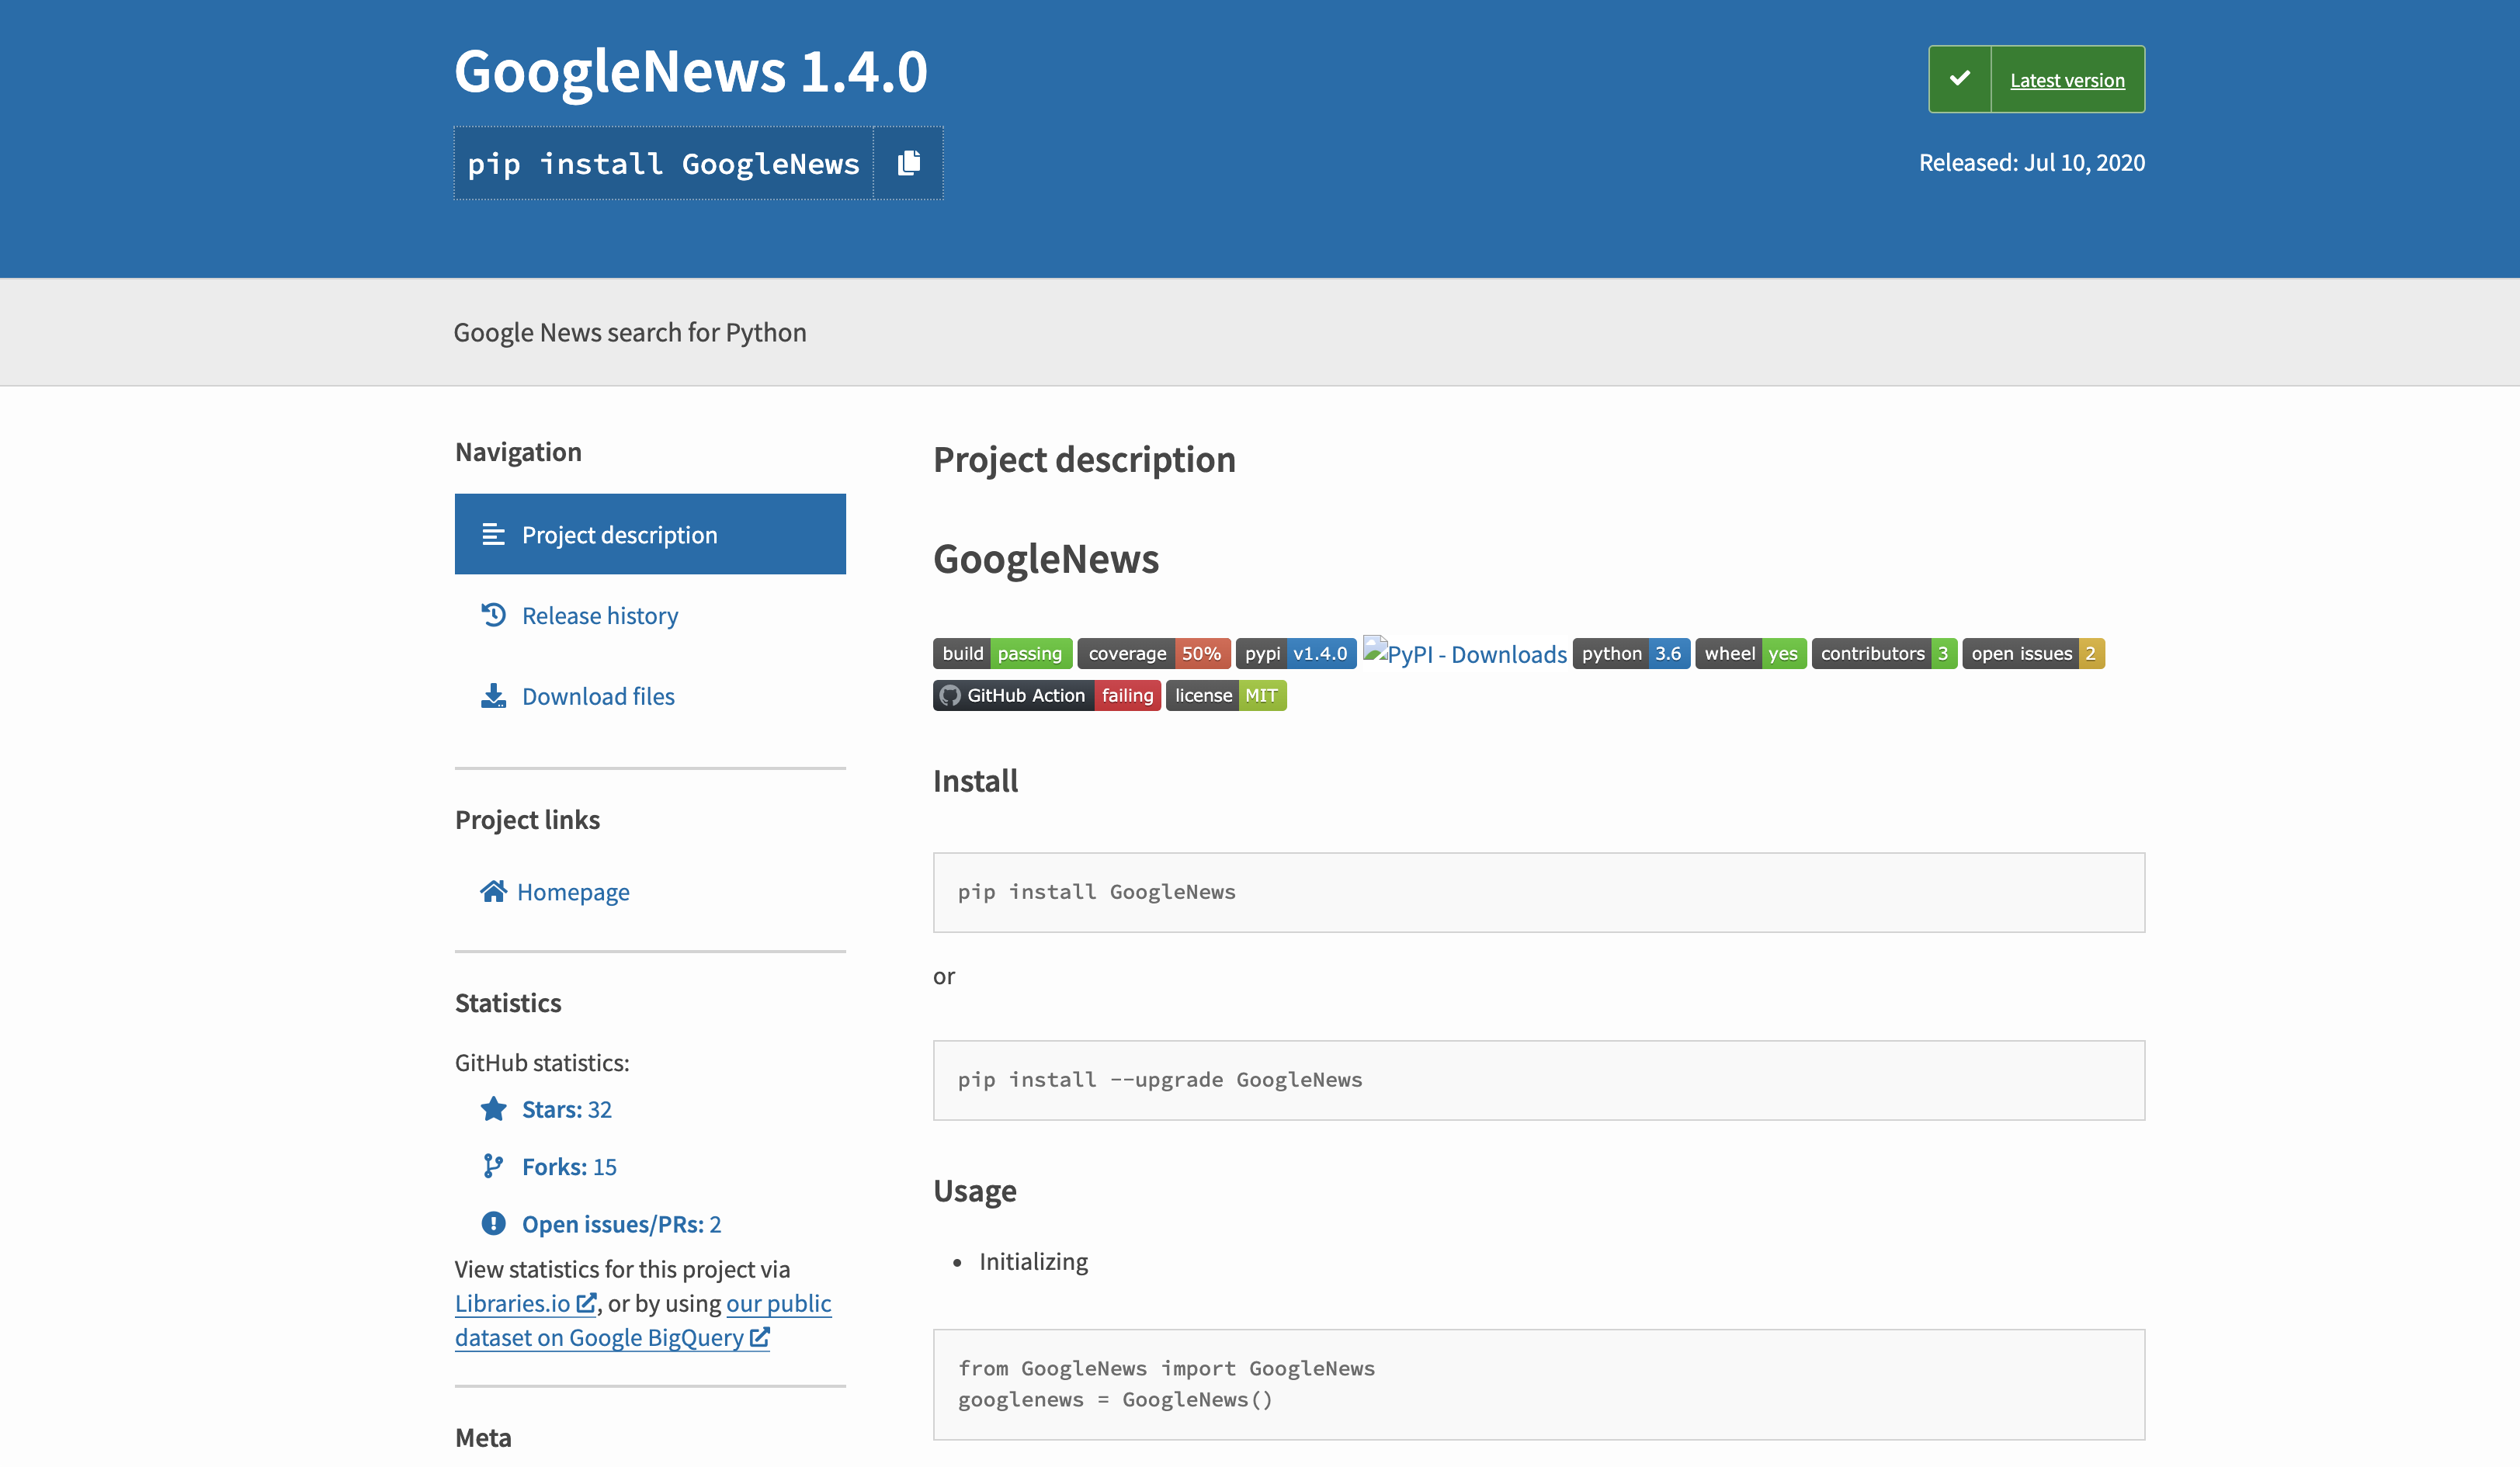 GoogleNews 1.4.0
pip install GoogleNews
Latest version
Released: Jul 10, 2020
Google News search for Python
Navigation
Project description
Release history
Download files
Project links
Homepage
Statistics
GitHub statistics:
Stars: 32
Forks: 15
Open issues/PRs: 2
View statistics for this project via
Libraries.io, or by using our public
dataset on Google BigQuery
Meta
Project description
GoogleNews
build passing coverage 50% pypi v1.4.0 PyPI - Downloads python 3.6 wheel yes contributors 3 open issues 2
GitHub Action failing license MIT
Install
pip install GoogleNews
or
pip install --upgrade GoogleNews
Usage
• Initializing
from GoogleNews import GoogleNews
googlenews = GoogleNews()